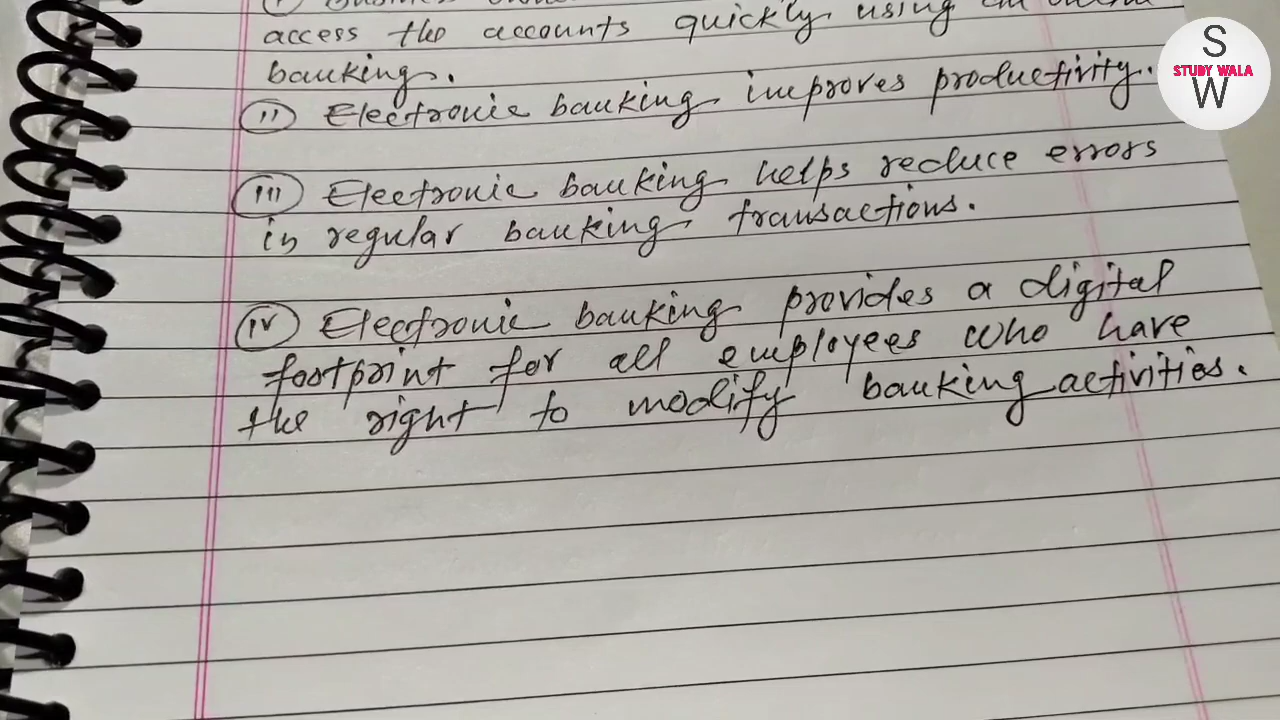 access the accounts quickly using an
banking.
(ii) Electronic banking improves productivity.
(iii) Electronic banking helps reduce errors
in regular banking transactions.
(iv) Electronic banking provides a digital
footprint for all employees who have
the right to modify banking activities.
S
STUDY WALA
W